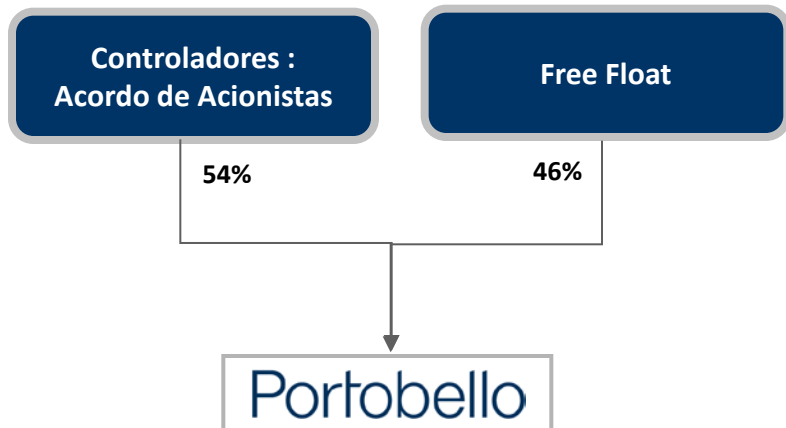 Controladores :
Acordo de Acionistas
Free Float
54%
46%
Portobello